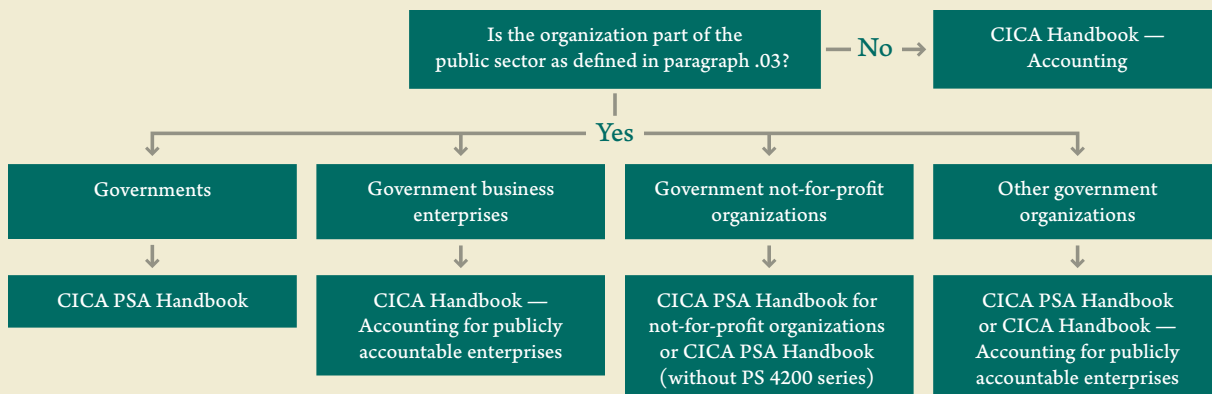 Is the organization part of the
public sector as defined in paragraph .03?
No
CICA Handbook —
Accounting
Yes
Governments
Government business
enterprises
Government not-for-profit
organizations
Other government
organizations
CICA PSA Handbook
CICA Handbook —
Accounting for publicly
accountable enterprises
CICA PSA Handbook for
not-for-profit organizations
or CICA PSA Handbook
(without PS 4200 series)
CICA PSA Handbook
or CICA Handbook —
Accounting for publicly
accountable enterprises